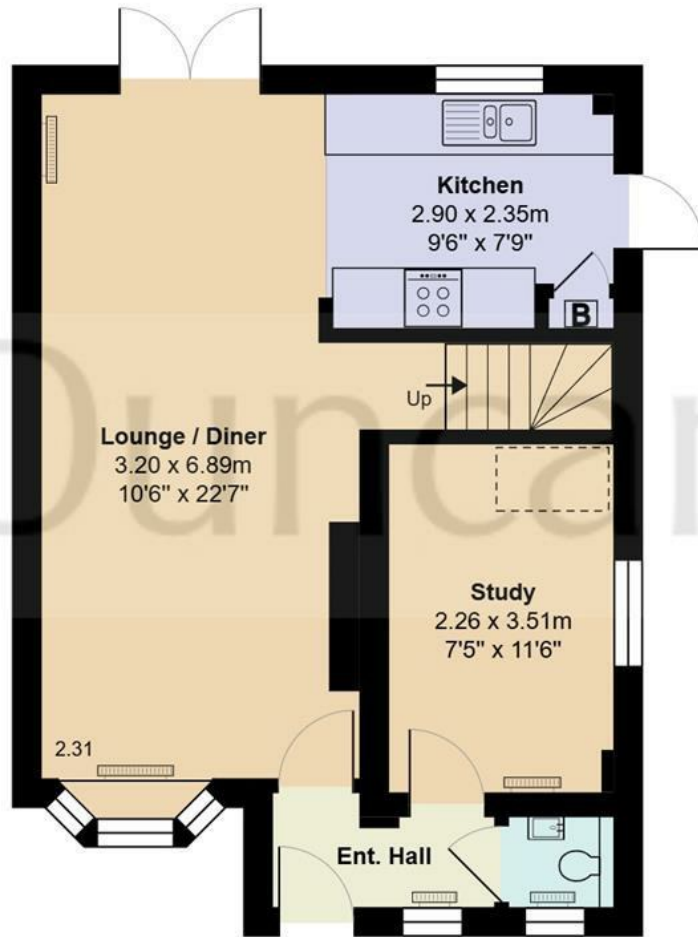 Kitchen
2.90 x 2.35m
9'6" x 7'9"
B
Up
Lounge / Diner
3.20 x 6.89m
10'6" x 22'7"
Duncan
Study
2.26 x 3.51m
7'5" x 11'6"
2.31
Ent. Hall